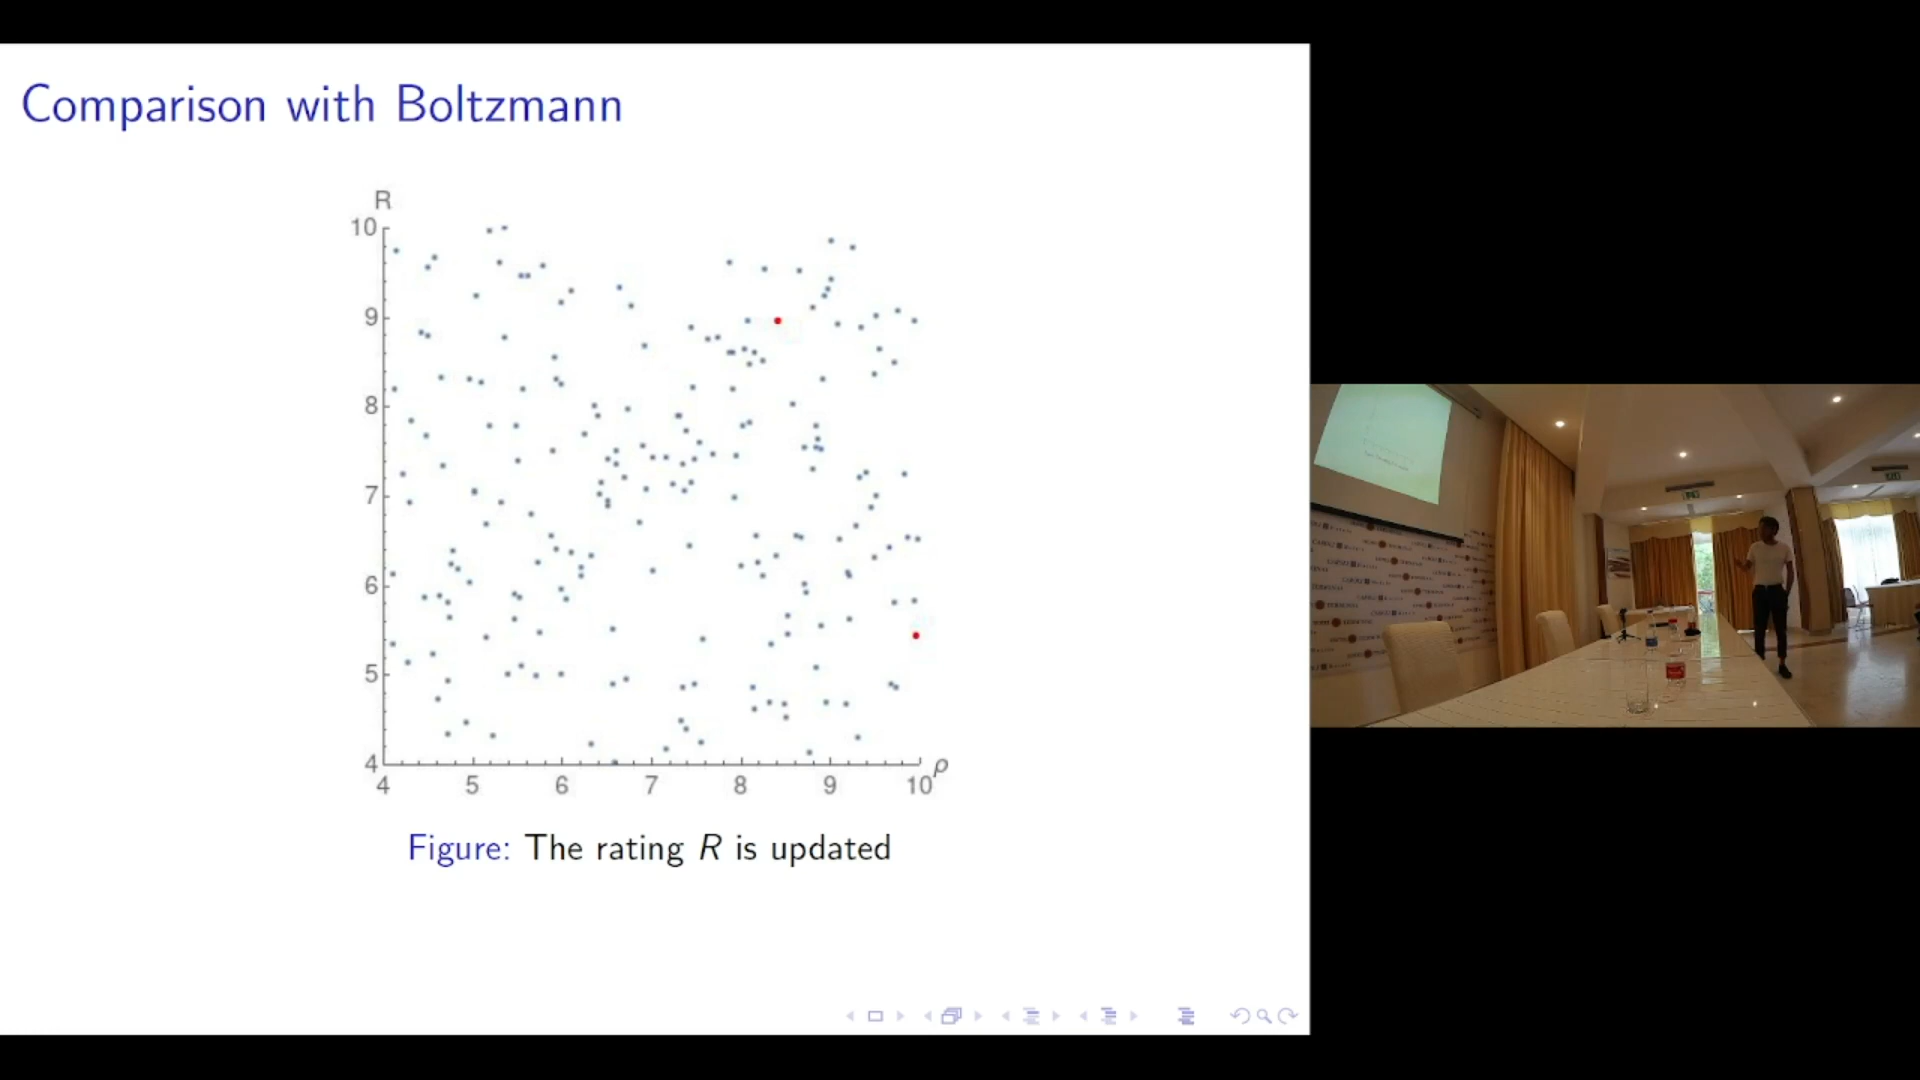 Comparison with Boltzmann
R
10
9
8
7
6
5
4
4 5 6 7 8 9 10 ρ
Figure: The rating R is updated